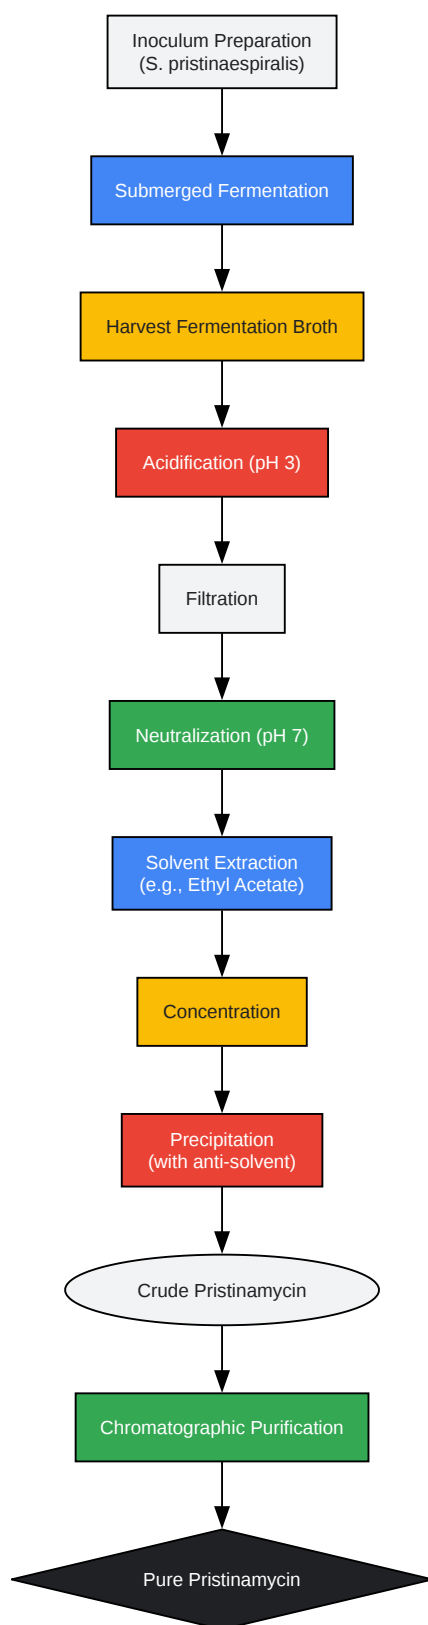 Inoculum Preparation
(S. pristinaespiralis)
Submerged Fermentation
Harvest Fermentation Broth
Acidification (pH 3)
Filtration
Neutralization (pH 7)
Solvent Extraction
(e.g., Ethyl Acetate)
Concentration
Precipitation
(with anti-solvent)
Crude Pristinamycin
Chromatographic Purification
Pure Pristinamycin